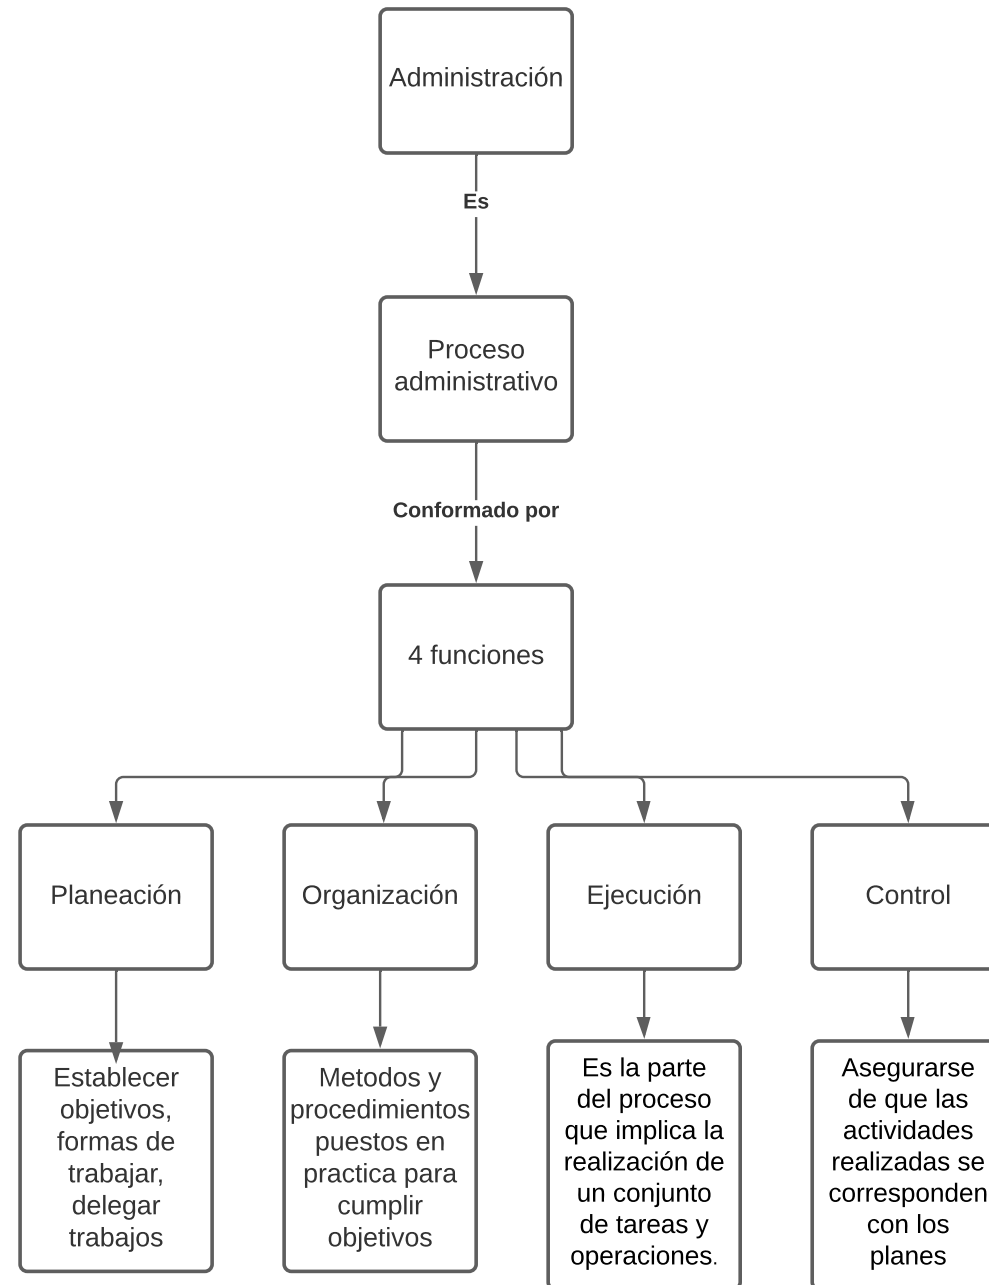 Administración
Es
Proceso
administrativo
Conformado por
4 funciones
Planeación
Organización
Ejecución
Control
Establecer
objetivos,
formas de
trabajar,
delegar
trabajos
Metodos y
procedimientos
puestos en
practica para
cumplir
objetivos
Es la parte
del proceso
que implica la
realización de
un conjunto
de tareas y
operaciones.
Asegurarse
de que las
actividades
realizadas se
corresponden
con los
planes